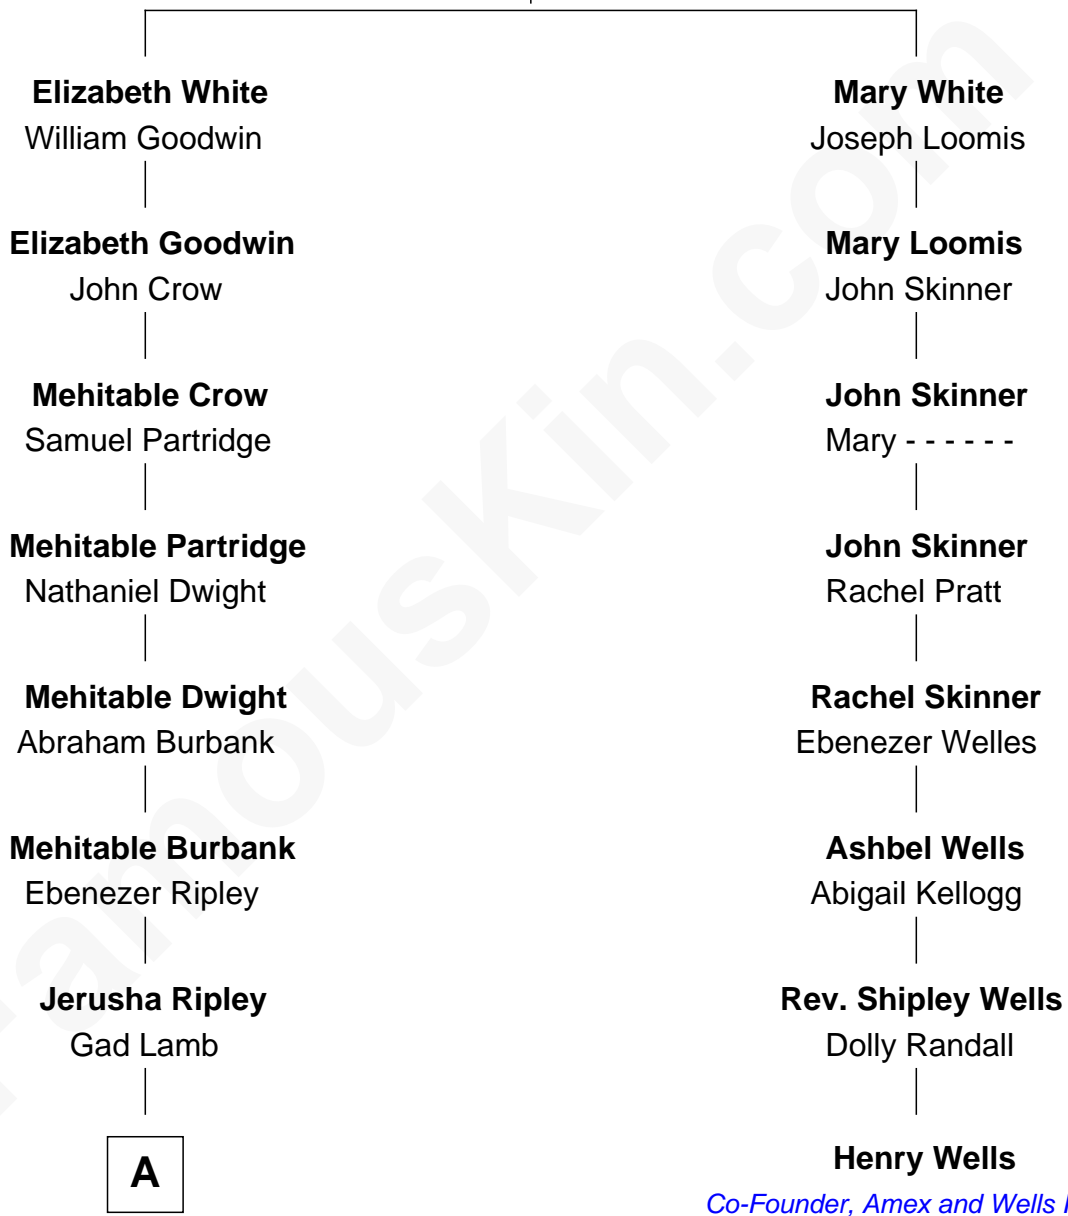 Elizabeth White
William Goodwin
Elizabeth Goodwin
John Crow
Mehitable Crow
Samuel Partridge
Mehitable Partridge
Nathaniel Dwight
Mehitable Dwight
Abraham Burbank
Mehitable Burbank
Ebenezer Ripley
Jerusha Ripley
Gad Lamb
A
Mary White
Joseph Loomis
Mary Loomis
John Skinner
John Skinner
Mary - - - - - -
John Skinner
Rachel Pratt
Rachel Skinner
Ebenezer Welles
Ashbel Wells
Abigail Kellogg
Rev. Shipley Wells
Dolly Randall
Henry Wells
Co-Founder, Amex and Wells
FamousKin.com